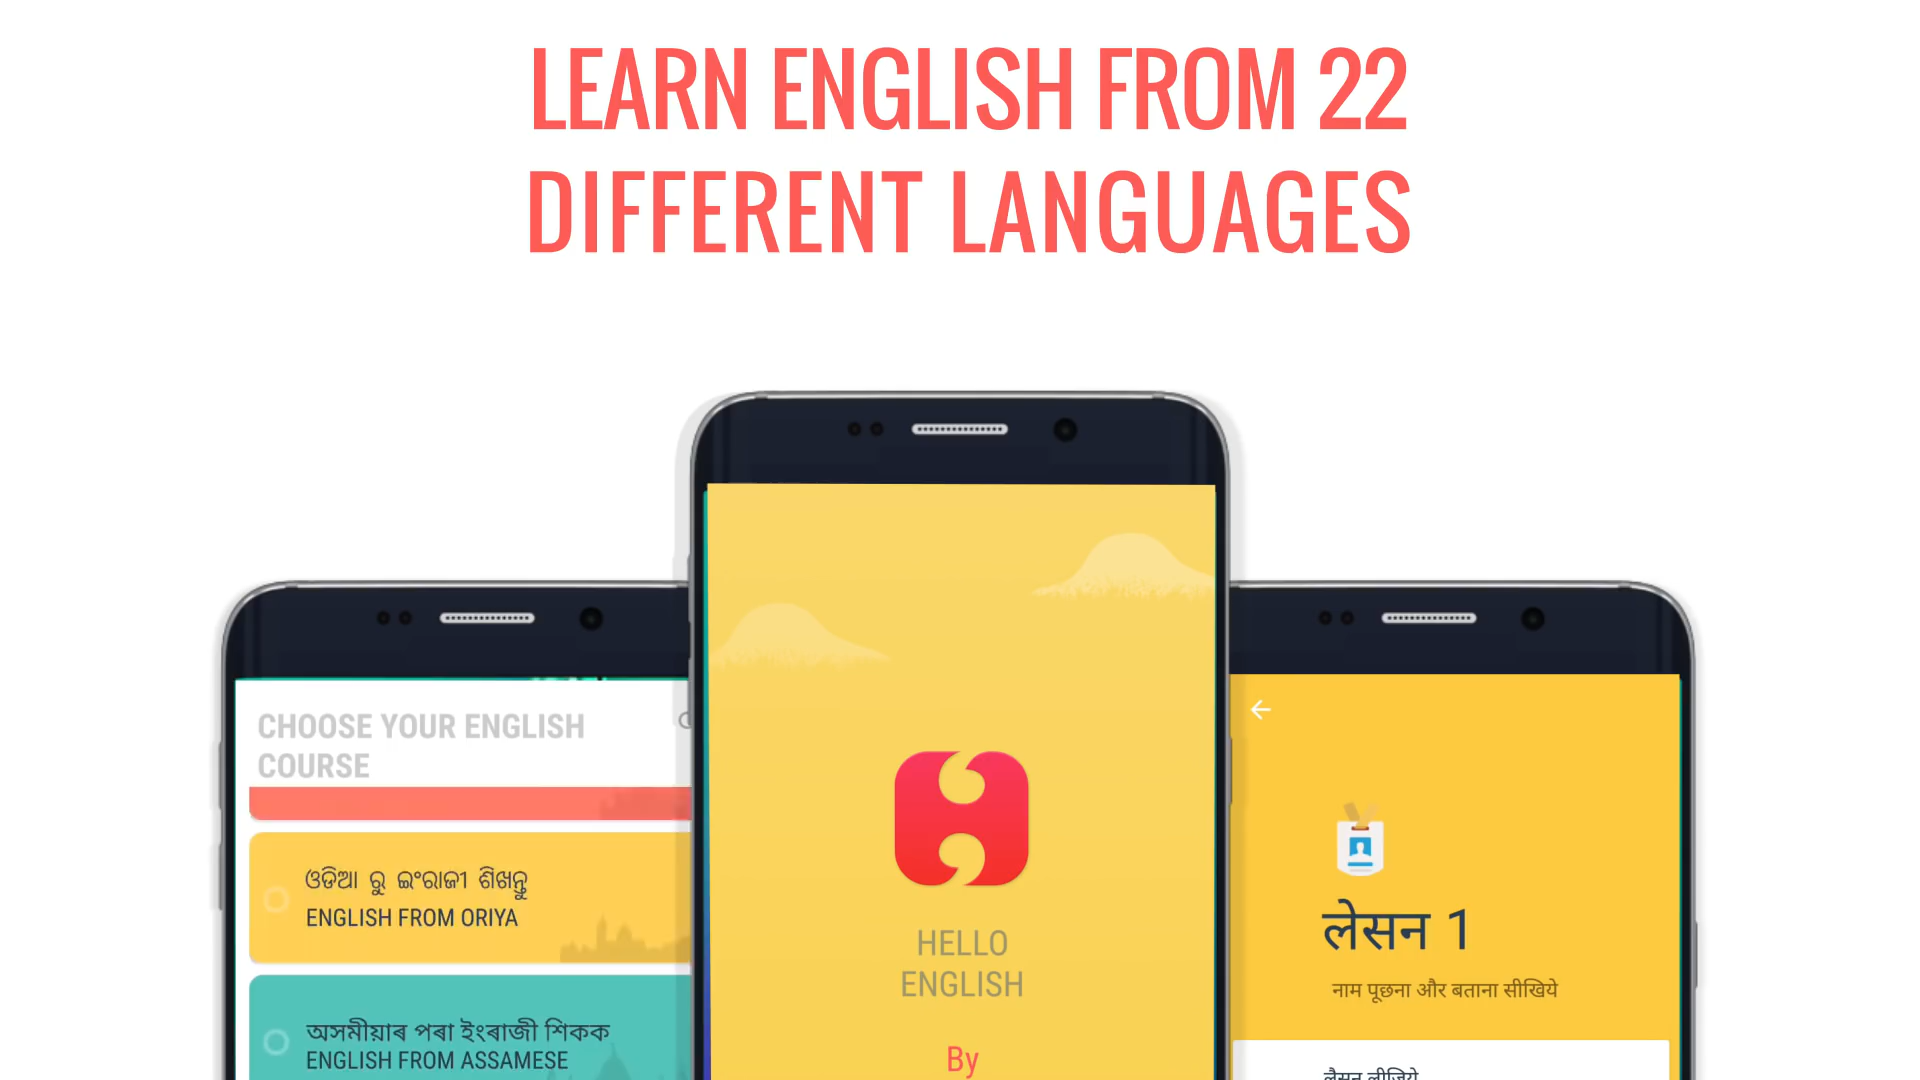 LEARN ENGLISH FROM 22
DIFFERENT LANGUAGES
CHOOSE YOUR ENGLISH
COURSE
ଓଡିଆ ରୁ ଇଂରାଜୀ ଶିଖନ୍ତୁ
ENGLISH FROM ORIYA
অসমীয়াৰ পৰা ইংৰাজী শিকক
ENGLISH FROM ASSAMESE
HELLO
ENGLISH
By
लेसन 1
नाम पूछना और बताना सीखिये
लैसन लीजिये